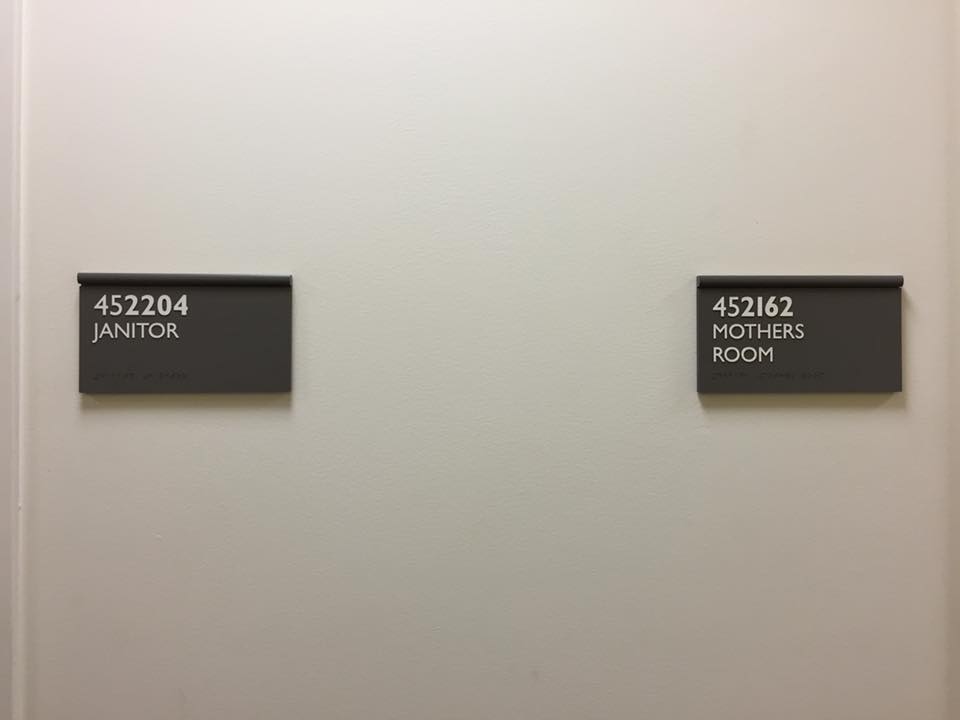 452204
JANITOR
452162
MOTHERS
ROOM